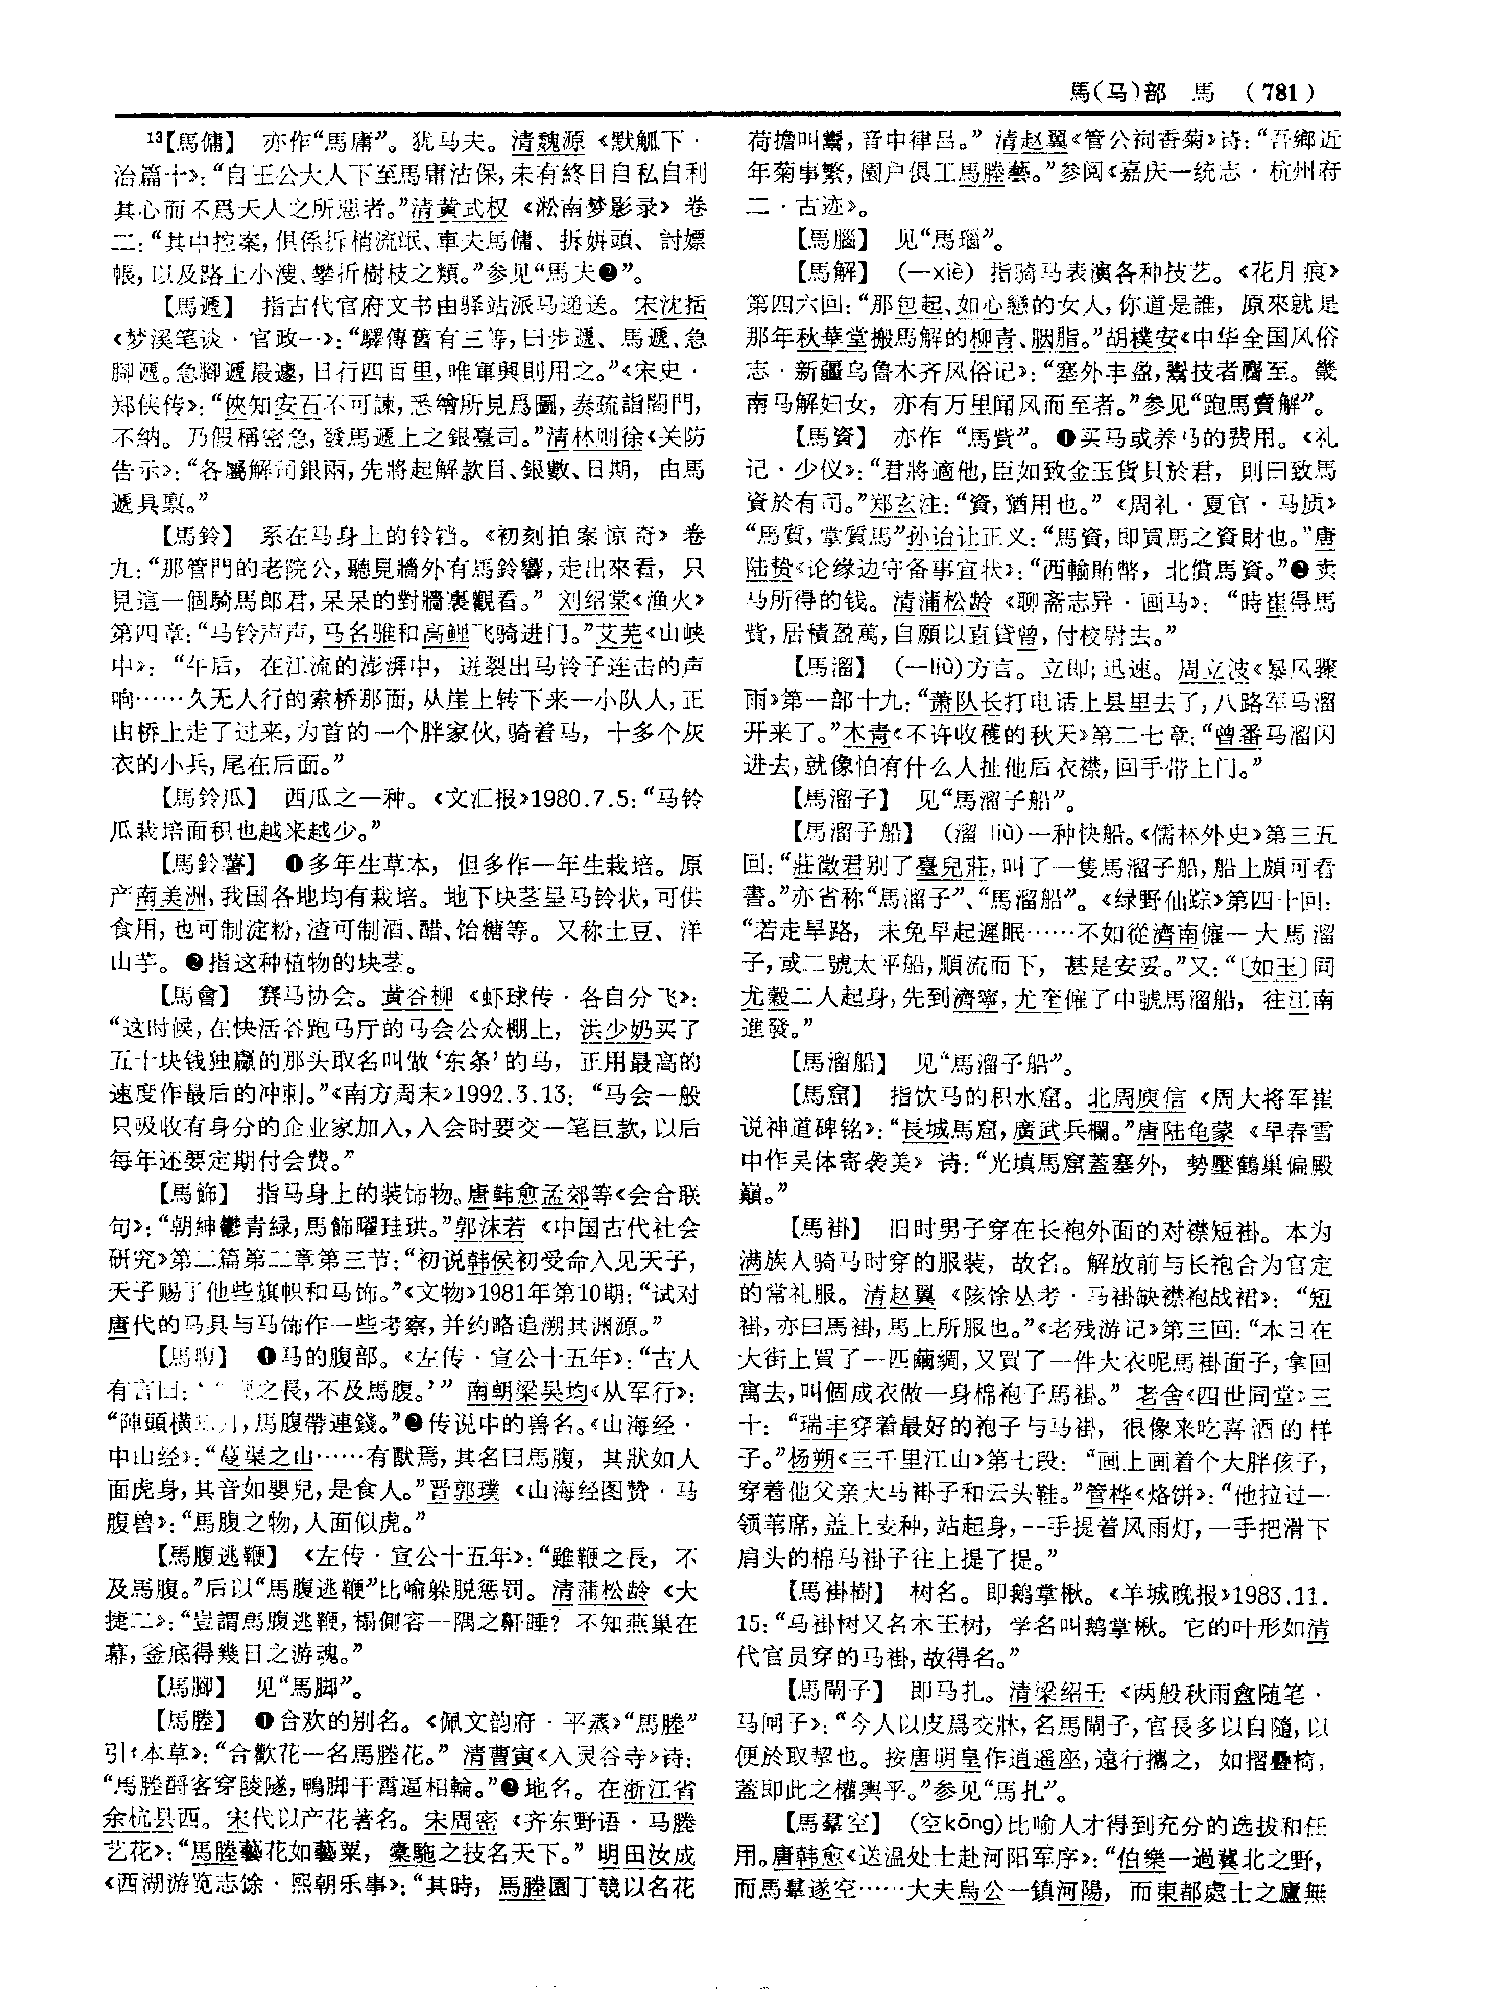 馬(马)部 馬 (781)
13【馬傭】 亦作“馬庸”。犹马夫。清魏源《默觚下·
治篇十》：“自王公大人下至馬庸沽保，未有終日自私自利
其心而不爲天人之所惡者。”清黄式权《淞南梦影录》卷
二：“其中控案，俱係拆梢流氓、車夫馬傭、拆姘頭、討嫖
帳，以及路上小溲、攀折樹枝之類。”参见“馬夫❷”。
【馬遞】 指古代官府文书由驿站派马递送。宋沈括
《梦溪笔谈·官政一》：“驛傳舊有三等，曰步遞、馬遞、急
脚遞。急脚遞最遽，日行四百里，唯軍興則用之。”《宋史·
郑侠传》：“俠知安石不可諫，悉繪所見爲圖，奏疏詣閤門，
不納。乃假稱密急，發馬遞上之銀臺司。”清林则徐《关防
告示》：“各屬解司銀兩，先將起解款目、銀數、日期，由馬
遞具禀。”
【馬鈴】 系在马身上的铃铛。《初刻拍案惊奇》卷
九：“那管門的老院公，聽見牆外有馬鈴響，走出來看，只
見這一個騎馬郎君，呆呆的對牆裏觀看。”刘绍棠《渔火》
第四章：“马铃声声，马名骓和高鲤飞骑进门。”艾芜《山峡
中》：“午后，在江流的澎湃中，迸裂出马铃子连击的声
响……久无人行的索桥那面，从崖上转下来一小队人，正
由桥上走了过来，为首的一个胖家伙，骑着马，十多个灰
衣的小兵，尾在后面。”
【馬鈴瓜】 西瓜之一种。《文汇报》1980.7.5：“马铃
瓜栽培面积也越来越少。”
【馬鈴薯】 ❶多年生草本，但多作一年生栽培。原
产南美洲，我国各地均有栽培。地下块茎呈马铃状，可供
食用，也可制淀粉，渣可制酒、醋、饴糖等。又称土豆、洋
山芋。❷指这种植物的块茎。
【馬會】 赛马协会。黄谷柳《虾球传·各自分飞》：
“这时候，在快活谷跑马厅的马会公众棚上，洪少奶买了
五十块钱独赢的那头取名叫做‘东条’的马，正用最高的
速度作最后的冲刺。”《南方周末》1992.3.13：“马会一般
只吸收有身分的企业家加入，入会时要交一笔巨款，以后
每年还要定期付会费。”
【馬飾】 指马身上的装饰物。唐韩愈孟郊等《会合联
句》：“朝紳鬱青緑，馬飾曜珪珙。”郭沫若《中国古代社会
研究》第二篇第二章第三节：“初说韩侯初受命入见天子，
天子赐了他些旗帜和马饰。”《文物》1981年第10期：“试对
唐代的马具与马饰作一些考察，并约略追溯其渊源。”
【馬腹】 ❶马的腹部。《左传·宣公十五年》：“古人
有言曰：之長，不及馬腹。’”南朝梁吴均《从军行》：
“陣頭横，馬腹帶連錢。”❷传说中的兽名。《山海经·
中山经》：“蔓渠之山……有獸焉，其名曰馬腹，其狀如人
面虎身，其音如嬰兒，是食人。”晋郭璞《山海经图赞·马
腹兽》：“馬腹之物，人面似虎。”
【馬腹逃鞭】 《左传·宣公十五年》：“雖鞭之長，不
及馬腹。”后以“馬腹逃鞭”比喻躲脱惩罚。清蒲松龄《大
捷二》：“豈謂馬腹逃鞭，榻側容一隅之鼾睡？不知燕巢在
幕，釜底得幾日之游魂。”
【馬腳】 见“馬脚”。
【馬塍】 ❶合欢的别名。《佩文韵府·平蒸》“馬塍”
引《本草》：“合歡花一名馬塍花。”清曹寅《入灵谷寺》诗：
“馬塍酹客穿陵隧，鴨脚干霄逼相輪。”❷地名。在浙江省
余杭县西。宋代以产花著名。宋周密《齐东野语·马塍
艺花》：“馬塍藝花如藝粟，橐駞之技名天下。”明田汝成
《西湖游览志馀·熙朝乐事》：“其時，馬塍園丁競以名花
荷擔叫鬻，音中律吕。”清赵翼《管公祠香菊》诗：“吾鄉近
年菊事繁，園户俱工馬塍藝。”参阅《嘉庆一统志·杭州府
二·古迹》。
【馬腦】 见“馬瑙”。
【馬解】 (一xiè) 指骑马表演各种技艺。《花月痕》
第四六回：“那包起、如心戀的女人，你道是誰，原來就是
那年秋華堂搬馬解的柳青、胭脂。”胡樸安《中华全国风俗
志·新疆乌鲁木齐风俗记》：“塞外丰盈，鬻技者麕至。畿
南马解妇女，亦有万里闻风而至者。”参见“跑馬賣解”。
【馬資】 亦作“馬貲”。❶买马或养马的费用。《礼
记·少仪》：“君將適他，臣如致金玉貨貝於君，則曰致馬
資於有司。”郑玄注：“資，猶用也。”《周礼·夏官·马质》
“馬質，掌質馬”孙诒让正义：“馬資，即買馬之資財也。”唐
陆贽《论缘边守备事宜状》：“西輸賄幣，北償馬資。”❷卖
马所得的钱。清蒲松龄《聊斋志异·画马》：“時崔得馬
貲，居積盈萬，自願以直貸曾，付校尉去。”
【馬溜】 (一liù)方言。立即；迅速。周立波《暴风骤
雨》第一部十九：“萧队长打电话上县里去了，八路军马溜
开来了。”木青《不许收穫的秋天》第二七章：“曾番马溜闪
进去，就像怕有什么人扯他后衣襟，回手带上门。”
【馬溜子】 见“馬溜子船”。
【馬溜子船】 (溜 liù)一种快船。《儒林外史》第三五
回：“莊徵君别了臺兒莊，叫了一隻馬溜子船，船上頗可看
書。”亦省称“馬溜子”、“馬溜船”。《绿野仙踪》第四十回：
“若走旱路，未免早起遲眠……不如從濟南僱一大馬溜
子，或二號太平船，順流而下，甚是安妥。”又：“〔如玉〕同
尤㲄二人起身，先到濟寧，尤奎僱了中號馬溜船，往江南
進發。”
【馬溜船】 见“馬溜子船”。
【馬窟】 指饮马的积水窟。北周庾信《周大将军崔
说神道碑铭》：“長城馬窟，廣武兵欄。”唐陆龟蒙《早春雪
中作吴体寄袭美》诗：“光填馬窟蓋塞外，勢壓鶴巢偏殿
巔。”
【馬褂】 旧时男子穿在长袍外面的对襟短褂。本为
满族人骑马时穿的服装，故名。解放前与长袍合为官定
的常礼服。清赵翼《陔馀丛考·马褂缺襟袍战裙》：“短
褂，亦曰馬褂，馬上所服也。”《老残游记》第三回：“本日在
大街上買了一匹繭綢，又買了一件大衣呢馬褂面子，拿回
寓去，叫個成衣做一身棉袍子馬褂。”老舍《四世同堂》三
十：“瑞丰穿着最好的袍子与马褂，很像来吃喜酒的样
子。”杨朔《三千里江山》第七段：“画上画着个大胖孩子，
穿着他父亲大马褂子和云头鞋。”管桦《烙饼》：“他拉过一
领苇席，盖上麦种，站起身，一手提着风雨灯，一手把滑下
肩头的棉马褂子往上提了提。”
【馬褂樹】 树名。即鹅掌楸。《羊城晚报》1983.11.
15：“马褂树又名木王树，学名叫鹅掌楸。它的叶形如清
代官员穿的马褂，故得名。”
【馬閘子】 即马扎。清梁绍壬《两般秋雨盦随笔·
马闸子》：“今人以皮爲交牀，名馬閘子，官長多以自隨，以
便於取挈也。按唐明皇作逍遥座，遠行攜之，如摺疊椅，
蓋即此之權輿乎。”参见“馬扎”。
【馬羣空】 (空kōng)比喻人才得到充分的选拔和任
用。唐韩愈《送温处士赴河阳军序》：“伯樂一過冀北之野，
而馬羣遂空……大夫烏公一鎮河陽，而東都處士之廬無